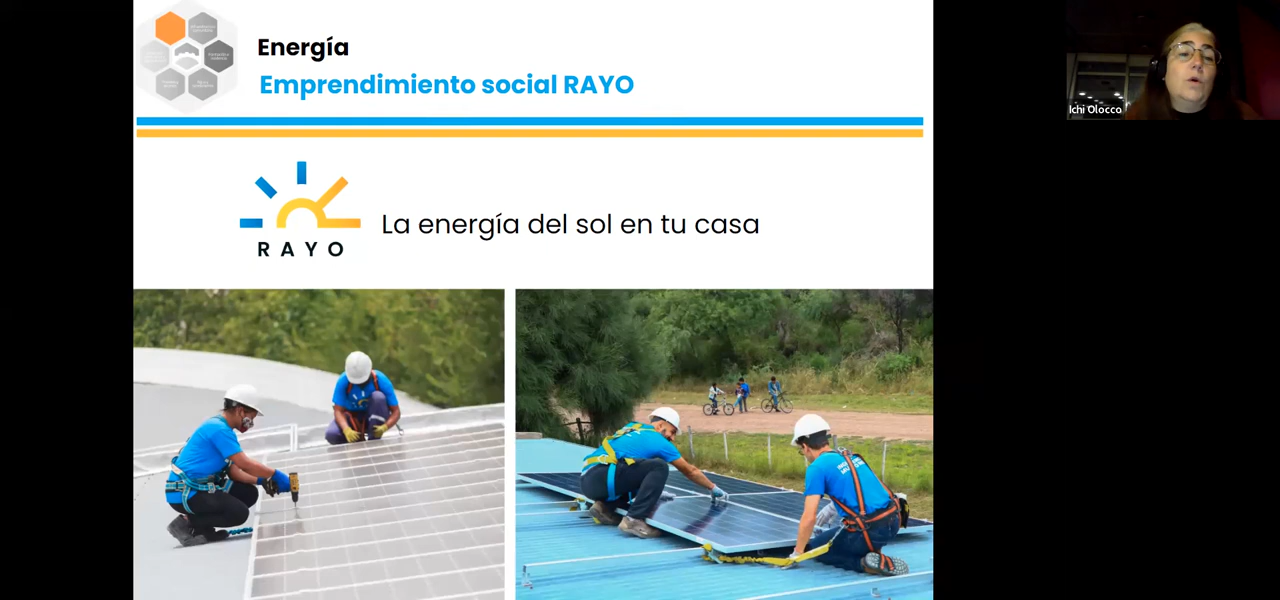 Energía
Emprendimiento social RAYO
RAYO
La energía del sol en tu casa
Ichi Olocco